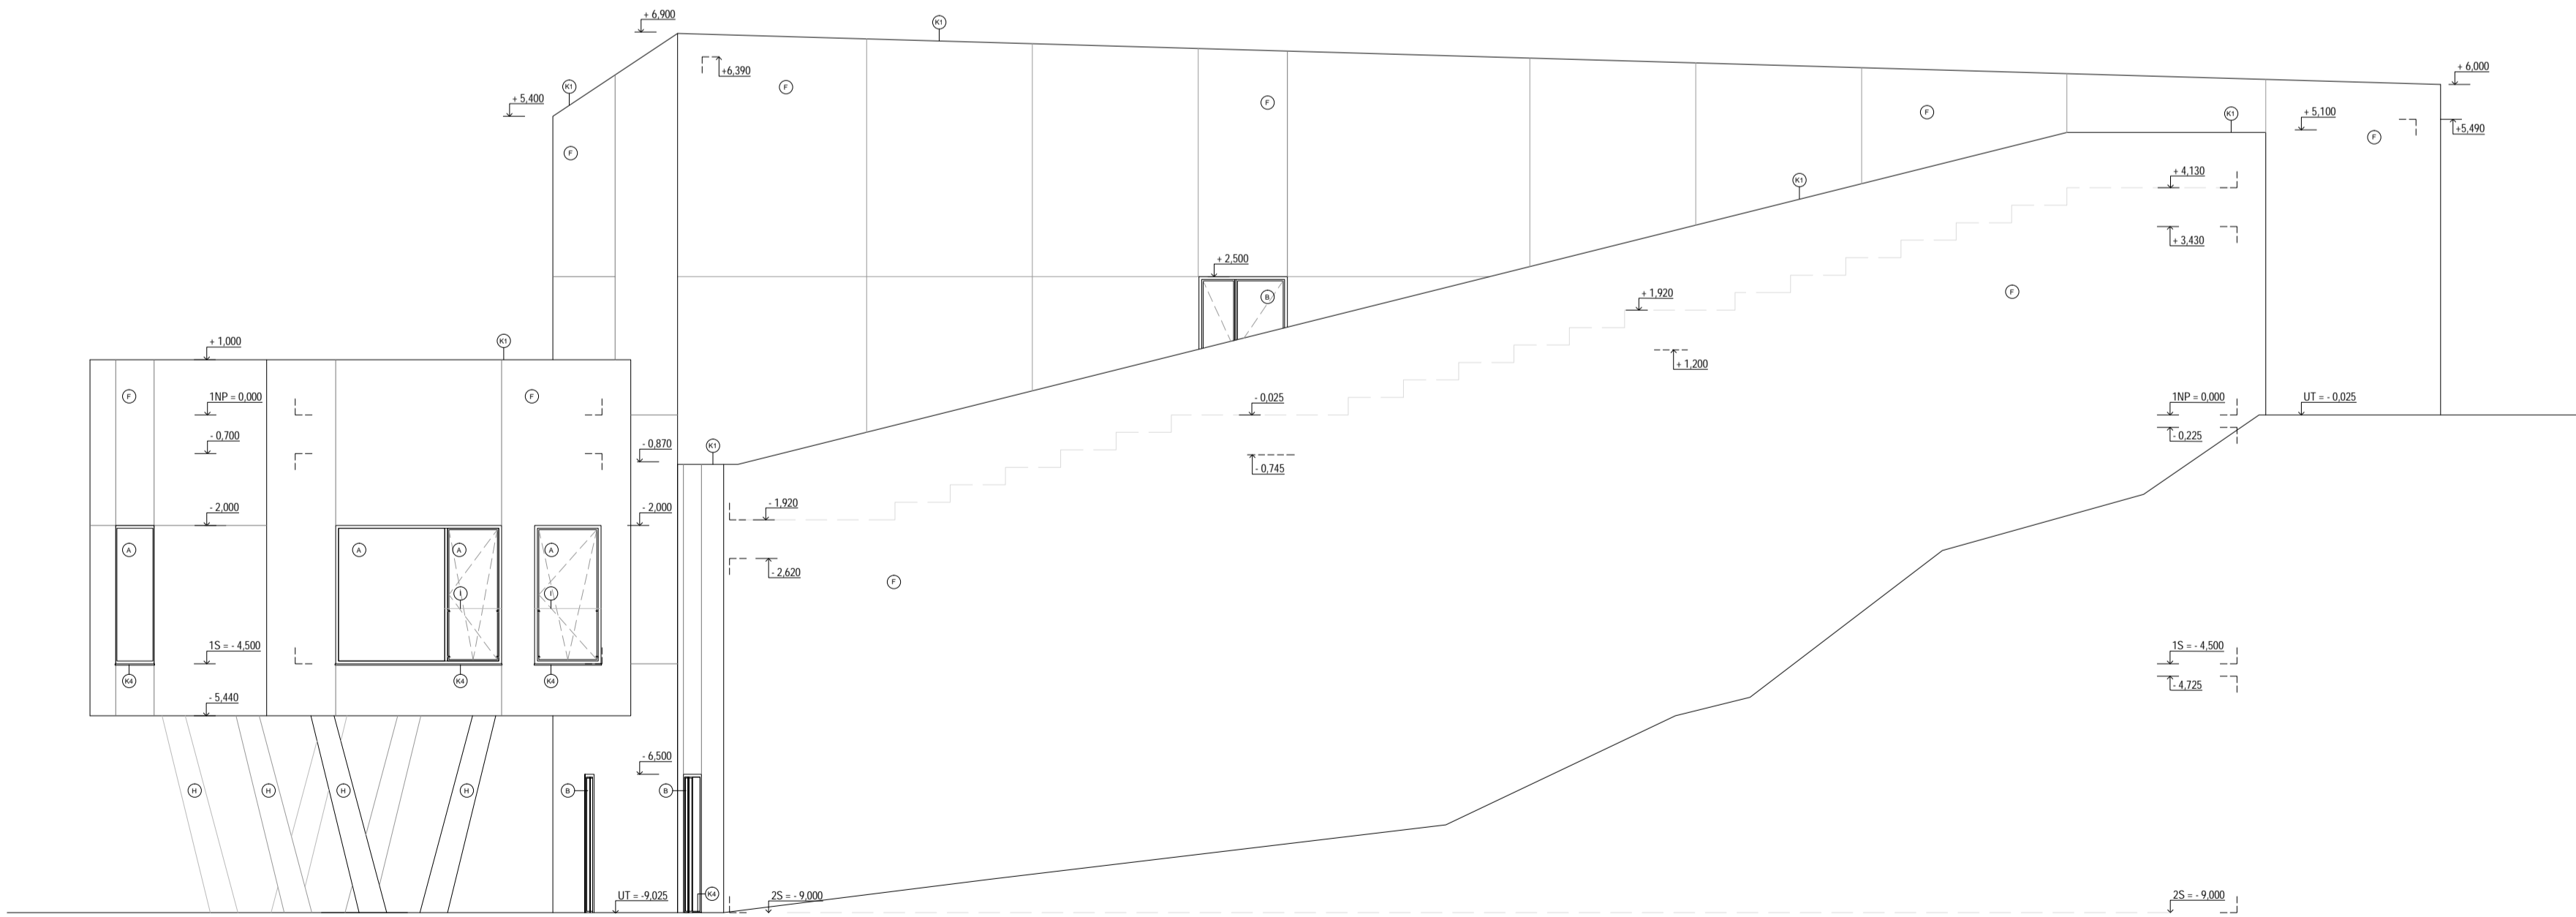 + 6,900
K1
+6,390
+ 6,000
K1
F
+ 5,400
F
F
+ 5,100
K1
+5,490
F
F
+ 4,130
K1
+ 3,430
+ 2,500
B
+ 1,920
F
+ 1,000
K1
+ 1,200
F
1NP = 0,000
F
- 0,025
1NP = 0,000
UT = - 0,025
- 0,700
- 0,870
K1
- 0,745
- 0,225
- 2,000
- 2,000
- 1,920
A
A
A
A
- 2,620
F
I
I
1S = - 4,500
1S = - 4,500
K4
K4
K4
- 4,725
- 5,440
- 6,500
H
H
H
H
B
B
UT = -9,025
K4
2S = - 9,000
2S = - 9,000